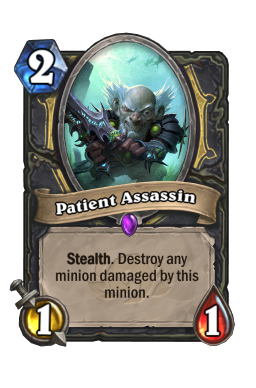 2
Patient Assassin
Stealth. Destroy any
minion damaged by this
minion.
1
1